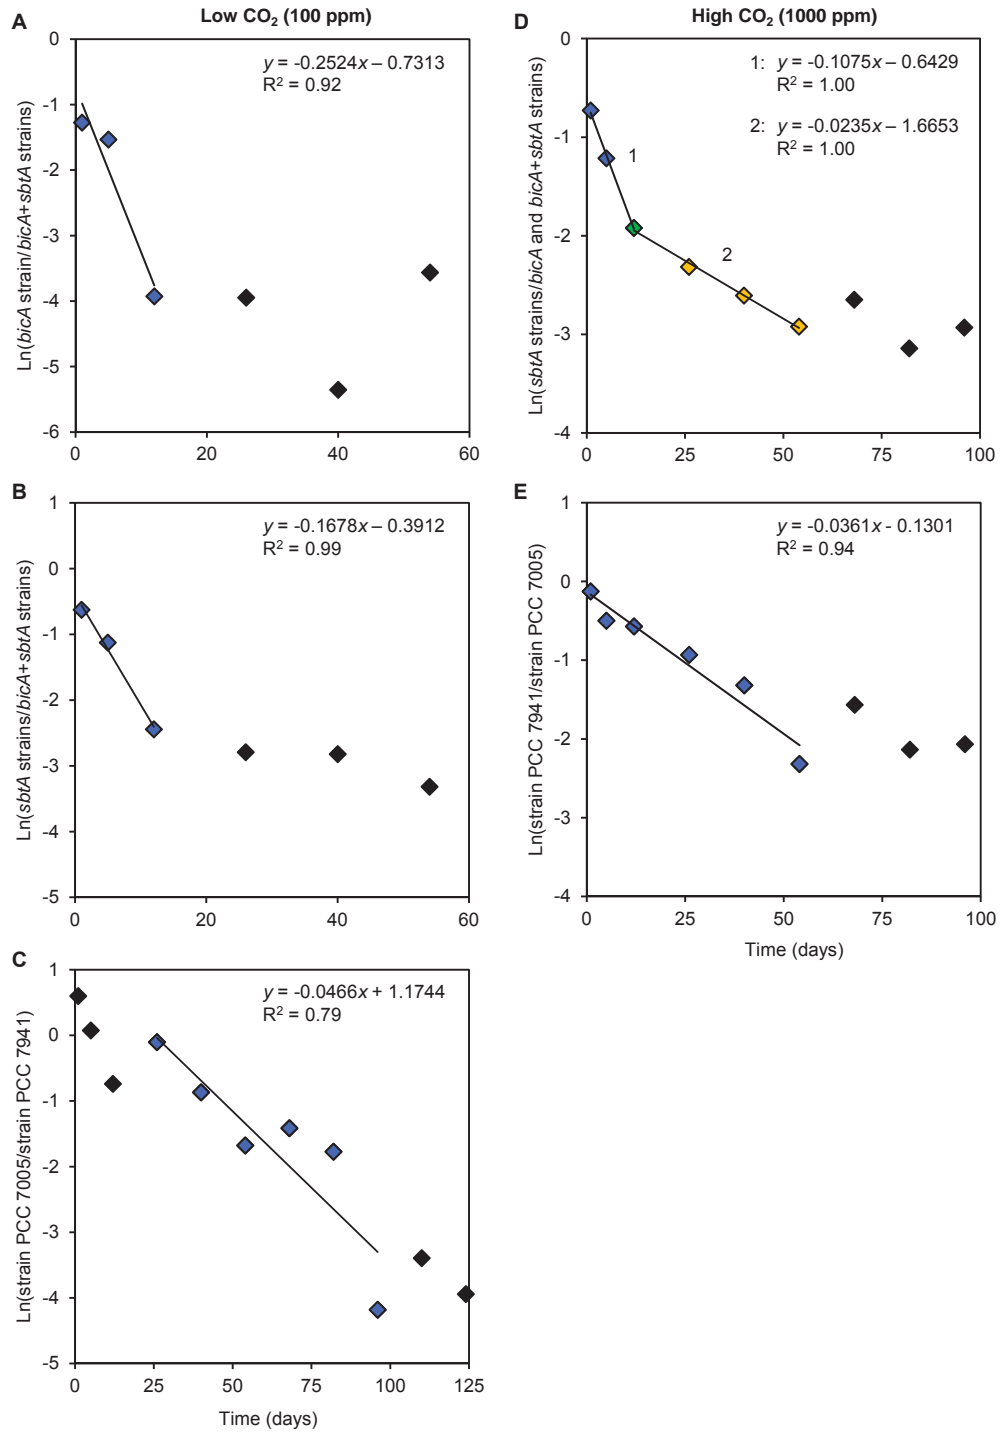 Low CO₂ (100 ppm)
High CO₂ (1000 ppm)
A
y = -0.2524x – 0.7313
R² = 0.92
Ln(bicA strain/bicA+sbtA strains)
0
-1
-2
-3
-4
-5
-6
0 20 40 60
D
1: y = -0.1075x – 0.6429
R² = 1.00
2: y = -0.0235x – 1.6653
R² = 1.00
1
2
Ln(sbtA strains/bicA and bicA+sbtA strains)
0
-1
-2
-3
-4
0 25 50 75 100
B
y = -0.1678x – 0.3912
R² = 0.99
Ln(sbtA strains/bicA+sbtA strains)
1
0
-1
-2
-3
-4
-5
0 20 40 60
E
y = -0.0361x - 0.1301
R² = 0.94
Ln(strain PCC 7941/strain PCC 7005)
1
0
-1
-2
-3
-4
0 25 50 75 100
Time (days)
C
y = -0.0466x + 1.1744
R² = 0.79
Ln(strain PCC 7005/strain PCC 7941)
1
0
-1
-2
-3
-4
-5
0 25 50 75 100 125
Time (days)